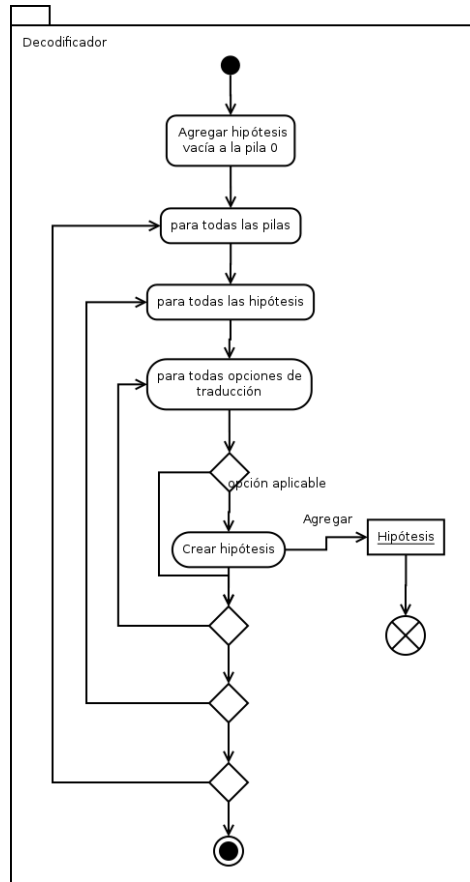 Decodificador
Agregar hipótesis
vacía a la pila 0
para todas las pilas
para todas las hipótesis
para todas opciones de
traducción
opción aplicable
Agregar
Crear hipótesis
Hipótesis